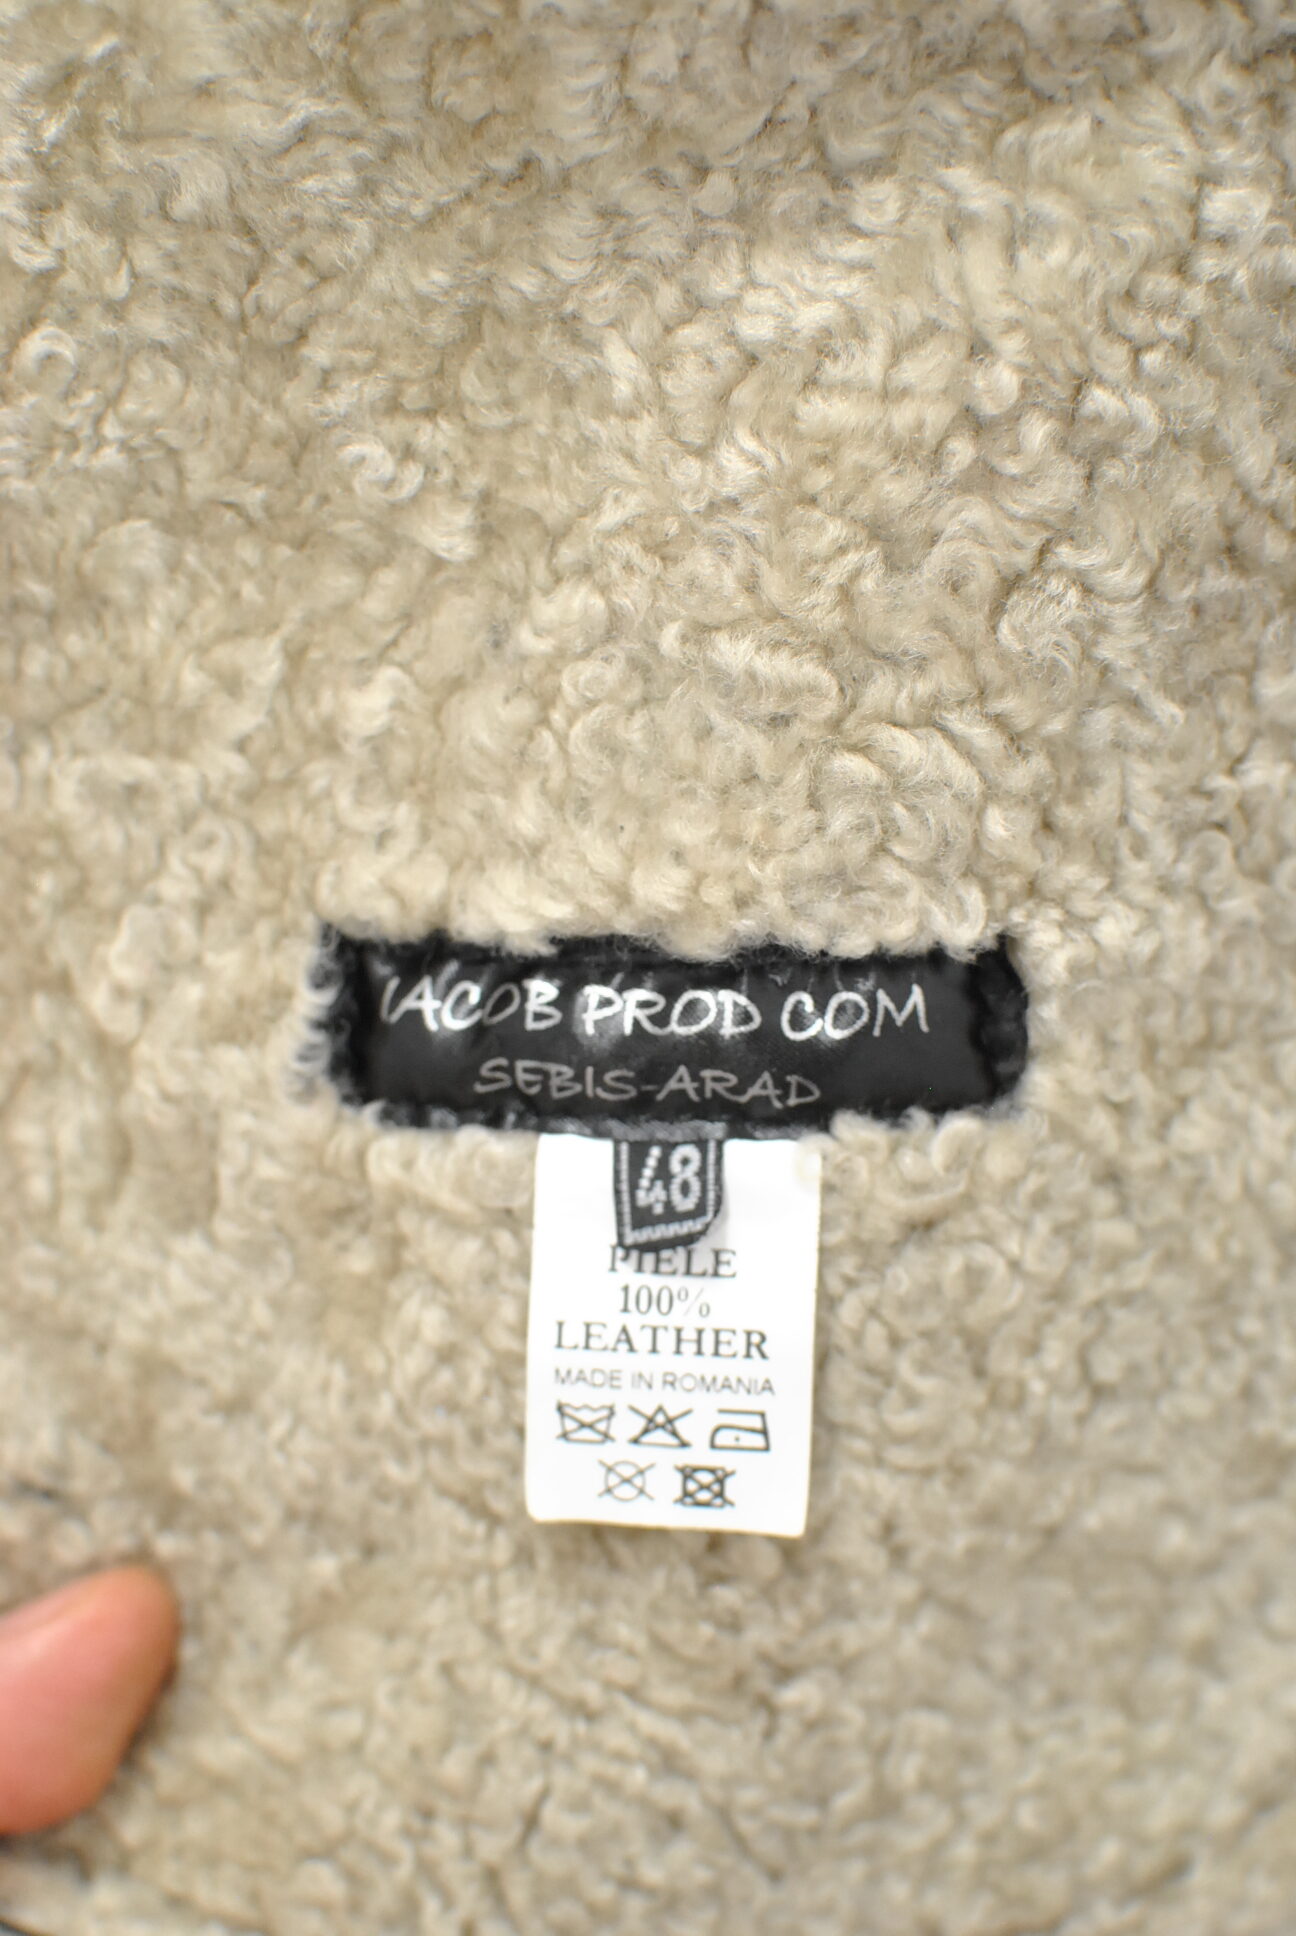 IACOB PROD COM
SEBIS-ARAD
48
PIELE
100%
LEATHER
MADE IN ROMANIA